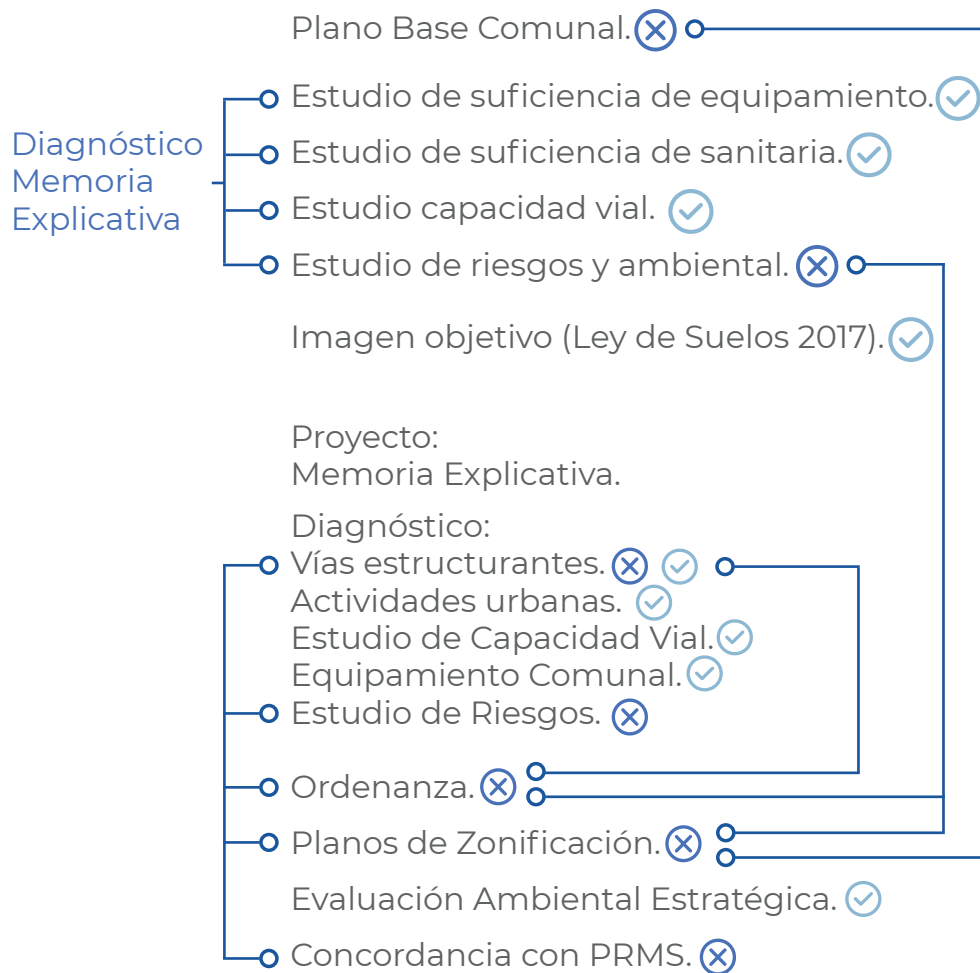 Plano Base Comunal.
Estudio de suficiencia de equipamiento.
Diagnóstico
Memoria
Explicativa
Estudio de suficiencia de sanitaria.
Estudio capacidad vial.
Estudio de riesgos y ambiental.
Imagen objetivo (Ley de Suelos 2017).
Proyecto:
Memoria Explicativa.
Diagnóstico:
Vías estructurantes.
Actividades urbanas.
Estudio de Capacidad Vial.
Equipamiento Comunal.
Estudio de Riesgos.
Ordenanza.
Planos de Zonificación.
Evaluación Ambiental Estratégica.
Concordancia con PRMS.